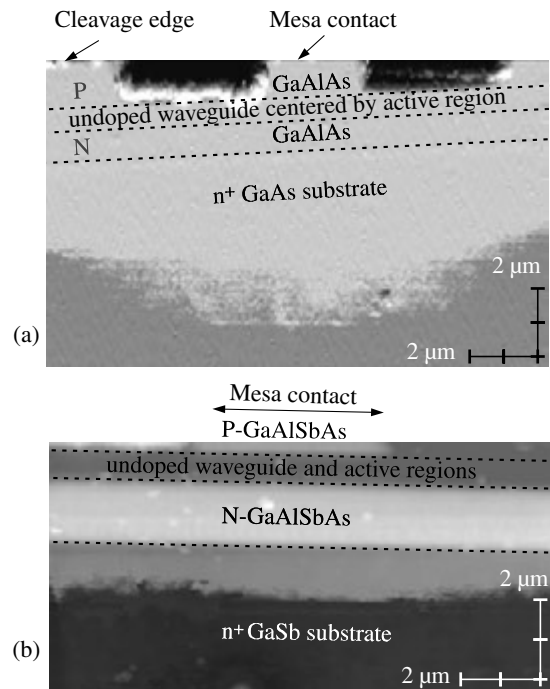 Cleavage edge
Mesa contact
P
GaAlAs
undoped waveguide centered by active region
N
GaAlAs
n+ GaAs substrate
2 μm
(a)
2 μm
Mesa contact
P-GaAlSbAs
undoped waveguide and active regions
N-GaAlSbAs
2 μm
n+ GaSb substrate
(b)
2 μm